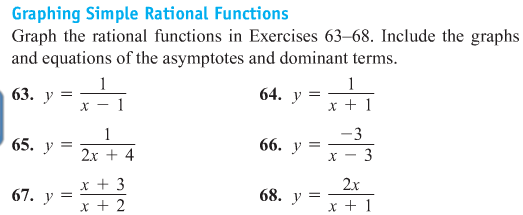 Graphing Simple Rational Functions
Graph the rational functions in Exercises 63–68. Include the graphs
and equations of the asymptotes and dominant terms.
63. y = 1/(x − 1)
64. y = 1/(x + 1)
65. y = 1/(2x + 4)
66. y = −3/(x − 3)
67. y = (x + 3)/(x + 2)
68. y = 2x/(x + 1)